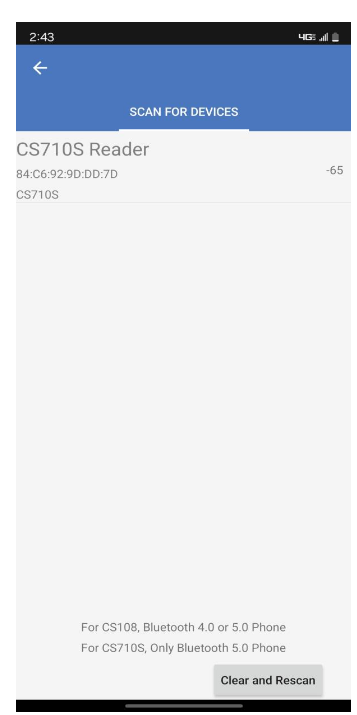 2:43
4G
SCAN FOR DEVICES
CS710S Reader
84:C6:92:9D:DD:7D
-65
CS710S
For CS108, Bluetooth 4.0 or 5.0 Phone
For CS710S, Only Bluetooth 5.0 Phone
Clear and Rescan